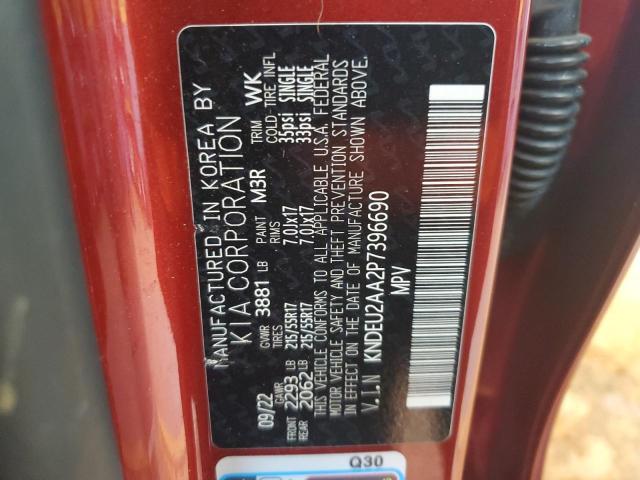 MANUFACTURED IN KOREA BY
KIA CORPORATION
09/22 GVWR 3881 LB PAINT M3R TRIM WK
GAWR TIRES RIMS COLD-TIRE INFL
FRONT 2293 LB 215/55R17 7.0JX17 35psi SINGLE
REAR 2062 LB 215/55R17 7.0JX17 33psi SINGLE
THIS VEHICLE CONFORMS TO ALL APPLICABLE U.S.A. FEDERAL
MOTOR VEHICLE SAFETY AND THEFT PREVENTION STANDARDS
IN EFFECT ON THE DATE OF MANUFACTURE SHOWN ABOVE.
V.I.N KNDEU2AA2P7396690
MPV
Q30